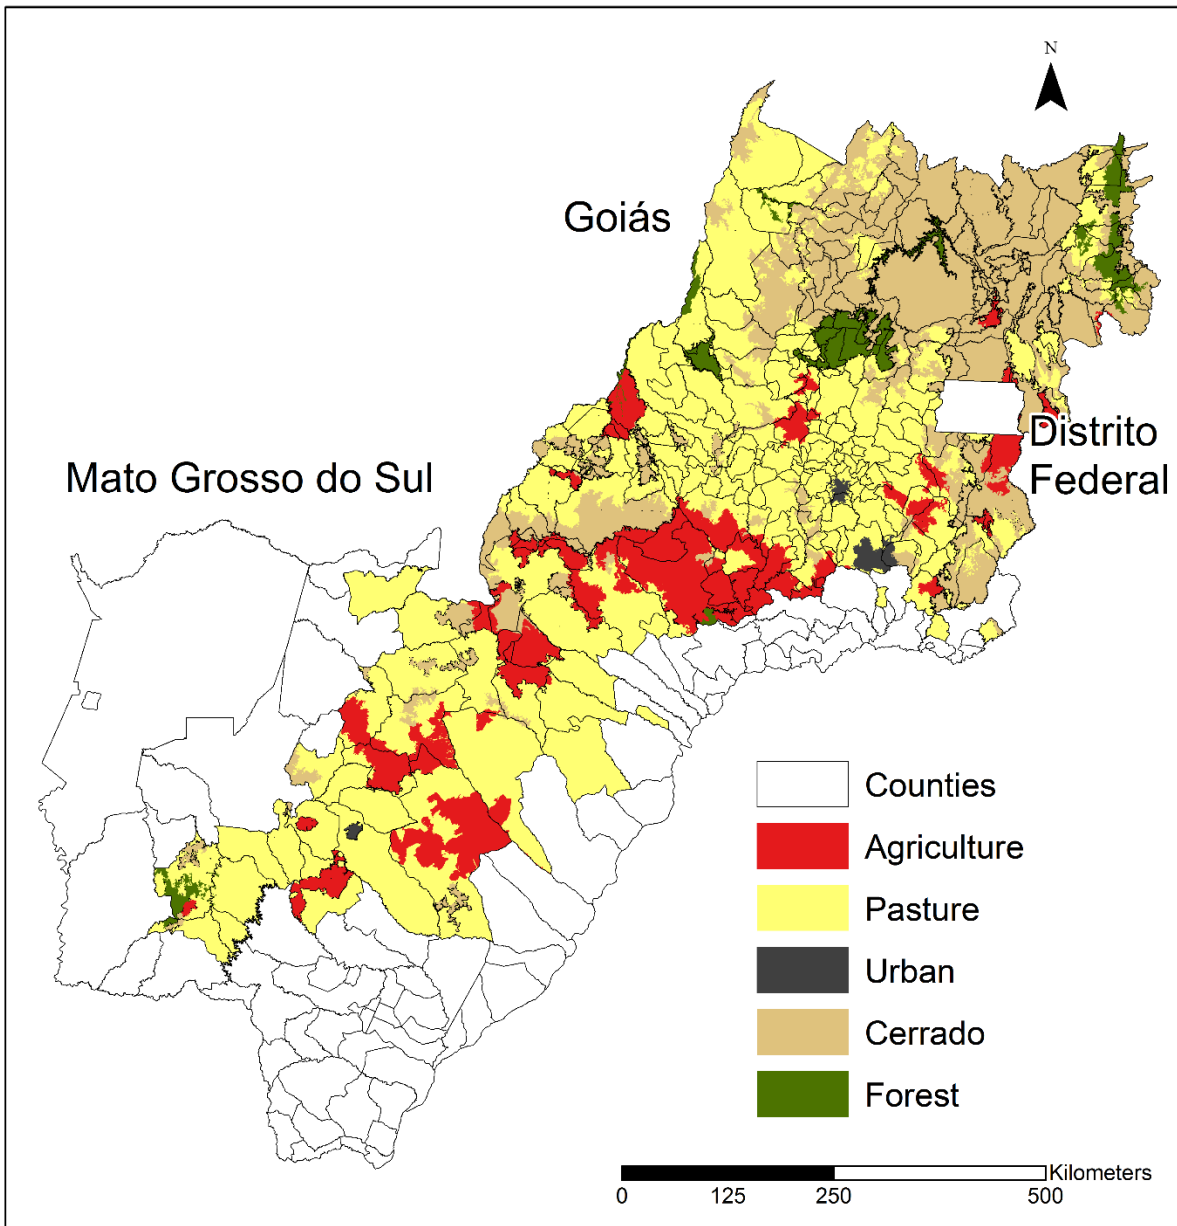 N
Goiás
Distrito
Federal
Mato Grosso do Sul
Counties
Agriculture
Pasture
Urban
Cerrado
Forest
Kilometers
0 125 250 500